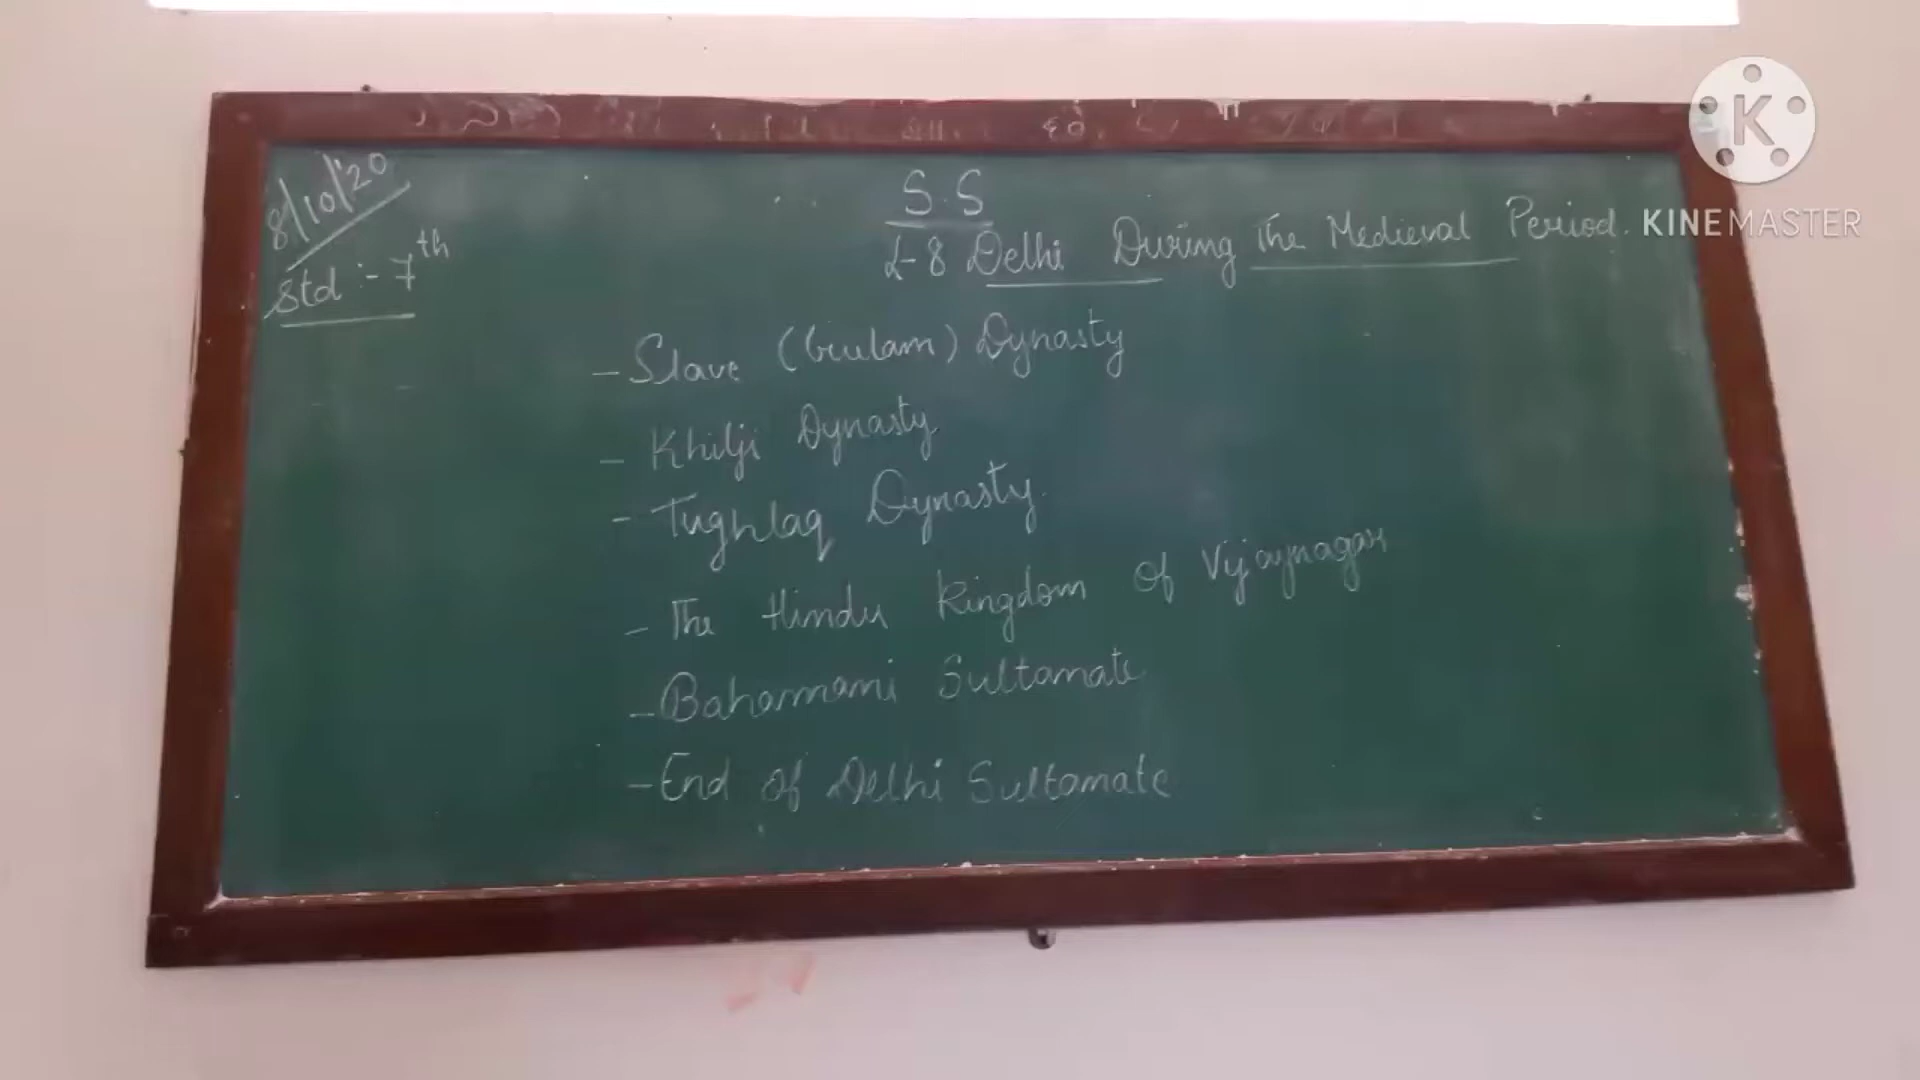 8/10/'20
Std :- 7th
S.S
L-8 Delhi During The Medieval Period.
- Slave (Gulam) Dynasty
- Khilji Dynasty
- Tughlaq Dynasty.
- The Hindu Kingdom of Vijaynagar
- Bahamani Sultanate
- End of Delhi Sultanate
K
KINEMASTER